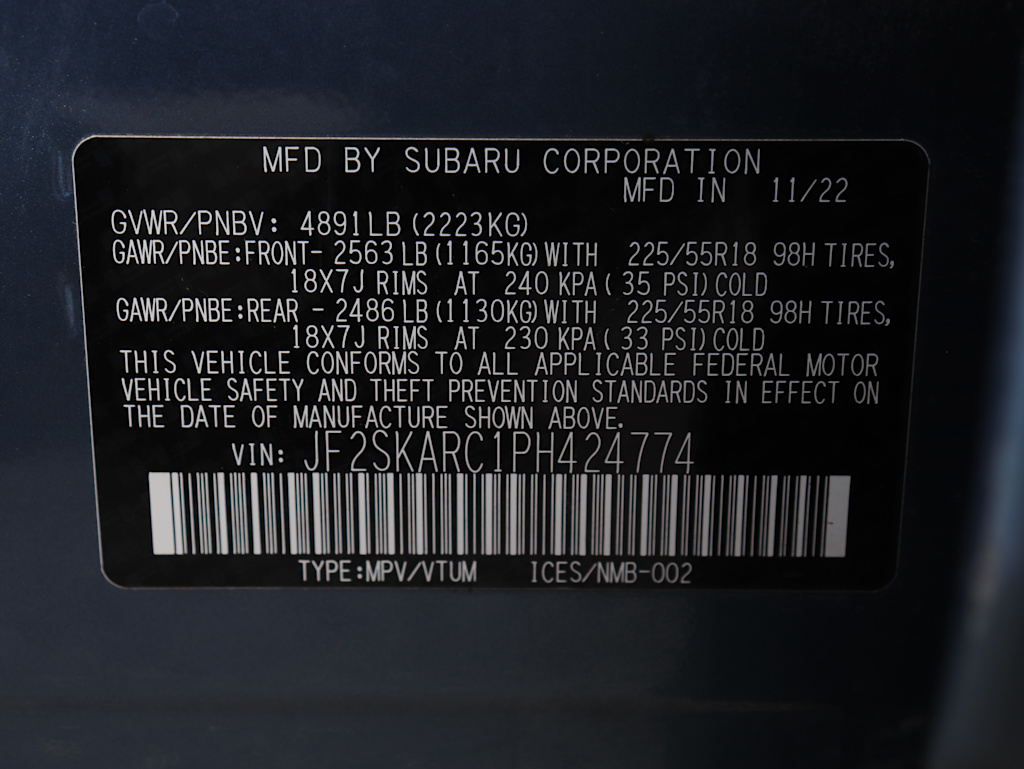 MFD BY SUBARU CORPORATION
MFD IN 11/22
GVWR/PNBV: 4891LB (2223KG)
GAWR/PNBE:FRONT- 2563 LB (1165KG) WITH 225/55R18 98H TIRES,
18X7J RIMS AT 240 KPA ( 35 PSI) COLD
GAWR/PNBE:REAR - 2486 LB (1130KG) WITH 225/55R18 98H TIRES,
18X7J RIMS AT 230 KPA ( 33 PSI) COLD
THIS VEHICLE CONFORMS TO ALL APPLICABLE FEDERAL MOTOR
VEHICLE SAFETY AND THEFT PREVENTION STANDARDS IN EFFECT ON
THE DATE OF MANUFACTURE SHOWN ABOVE.
VIN: JF2SKARC1PH424774
TYPE:MPV/VTUM ICES/NMB-002